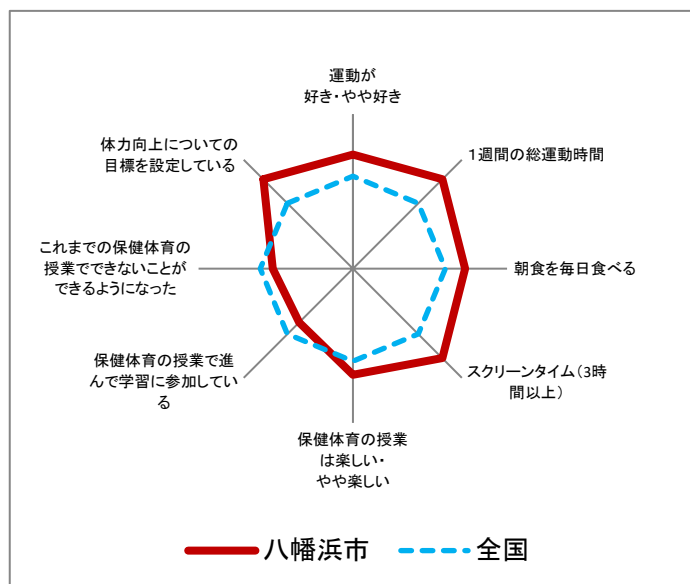 運動が
好き・やや好き
1週間の総運動時間
朝食を毎日食べる
スクリーンタイム(3時
間以上)
保健体育の授業
は楽しい・
やや楽しい
保健体育の授業で進
んで学習に参加してい
る
これまでの保健体育の
授業でできないことが
できるようになった
体力向上についての
目標を設定している
八幡浜市
全国